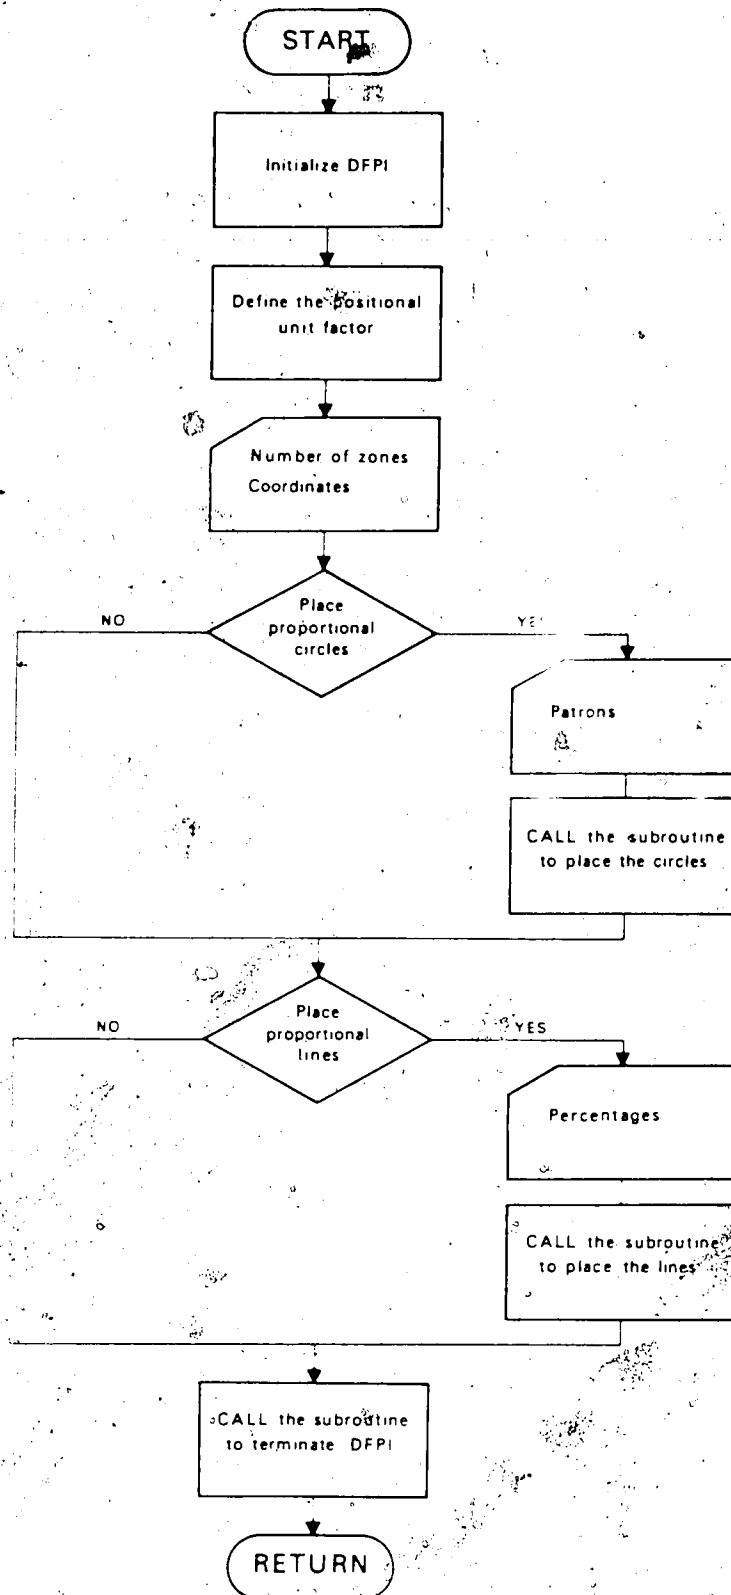 START
Initialize DFPI
Define the positional
unit factor
Number of zones
Coordinates
Place
proportional
circles
NO
YES
Patrons
CALL the subroutine
to place the circles
Place
proportional
lines
NO
YES
Percentages
CALL the subroutine
to place the lines
CALL the subroutine
to terminate DFPI
RETURN